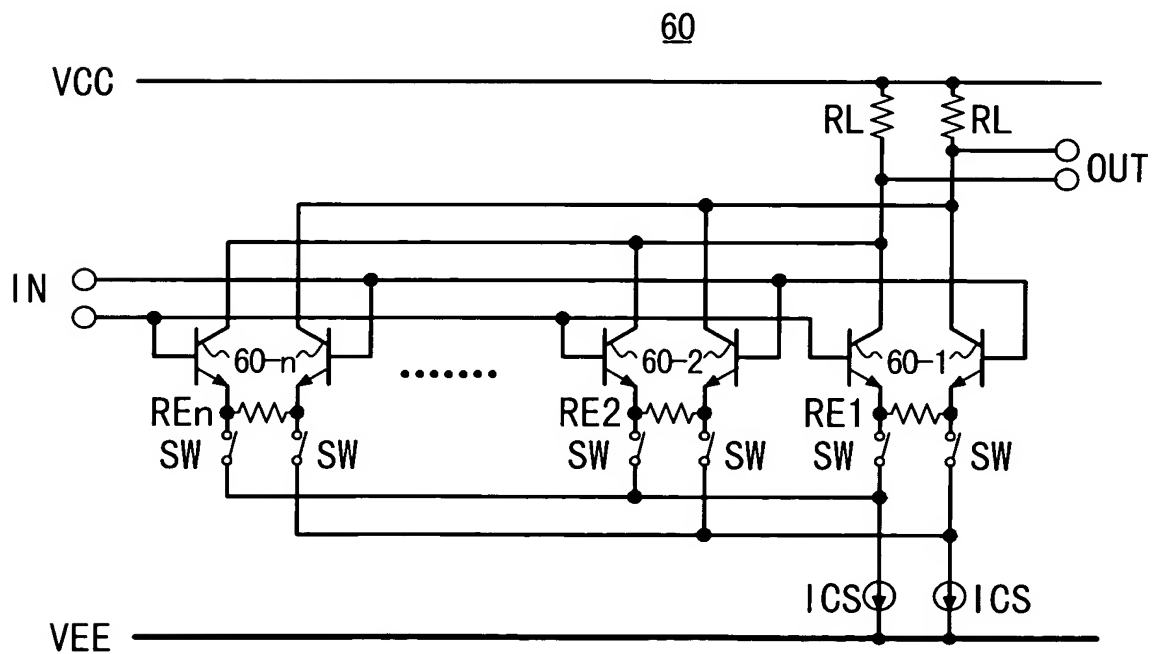 60
VCC
RL RL
OUT
IN
60-n 60-2 60-1
REn RE2 RE1
SW SW SW SW SW SW
ICS ICS
VEE